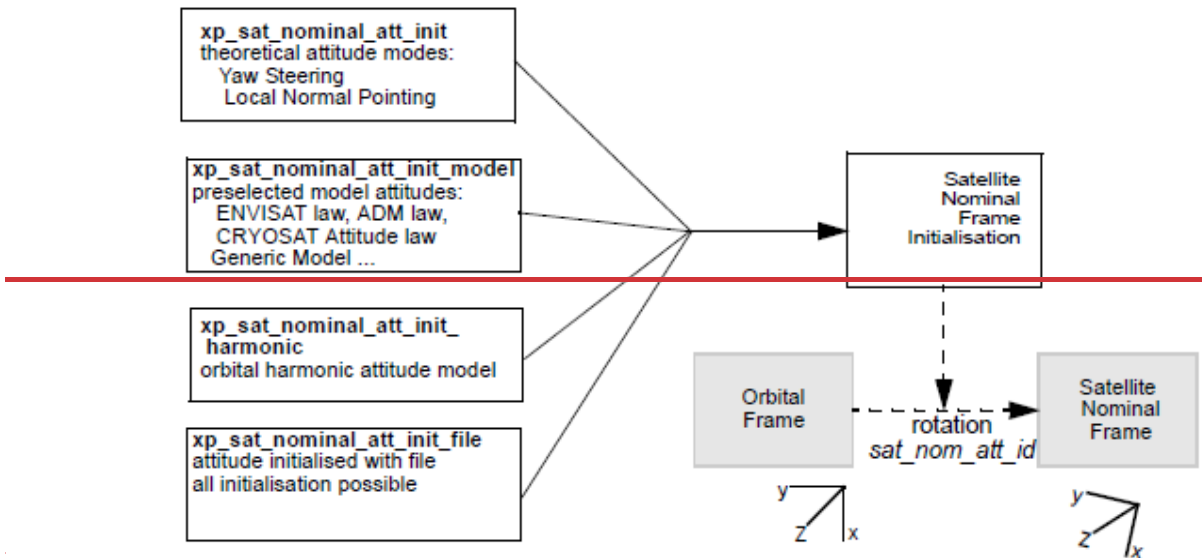 xp_sat_nominal_att_init
theoretical attitude modes:
Yaw Steering
Local Normal Pointing
xp_sat_nominal_att_init_model
preselected model attitudes:
ENVISAT law, ADM law,
CRYOSAT Attitude law
Generic Model ...
Satellite
Nominal
Frame
Initialisation
xp_sat_nominal_att_init_
harmonic
orbital harmonic attitude model
xp_sat_nominal_att_init_file
attitude initialised with file
all initialisation possible
Orbital
Frame
rotation
sat_nom_att_id
Satellite
Nominal
Frame
y
Z
x
y
z
x